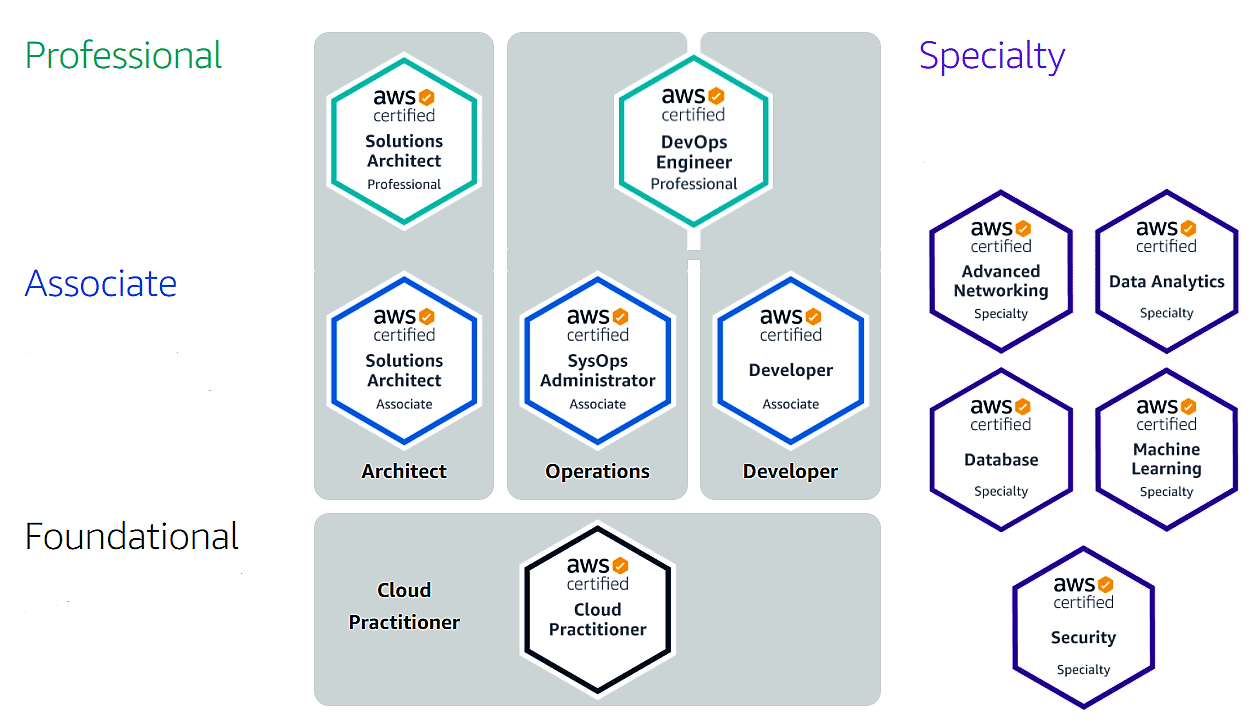 Professional
aws
certified
Solutions
Architect
Professional
aws
certified
DevOps
Engineer
Professional
Specialty
Associate
aws
certified
Solutions
Architect
Associate
aws
certified
SysOps
Administrator
Associate
aws
certified
Developer
Associate
Architect
Operations
Developer
aws
certified
Advanced
Networking
Specialty
aws
certified
Data Analytics
Specialty
aws
certified
Database
Specialty
aws
certified
Machine
Learning
Specialty
Foundational
Cloud
Practitioner
aws
certified
Cloud
Practitioner
aws
certified
Security
Specialty